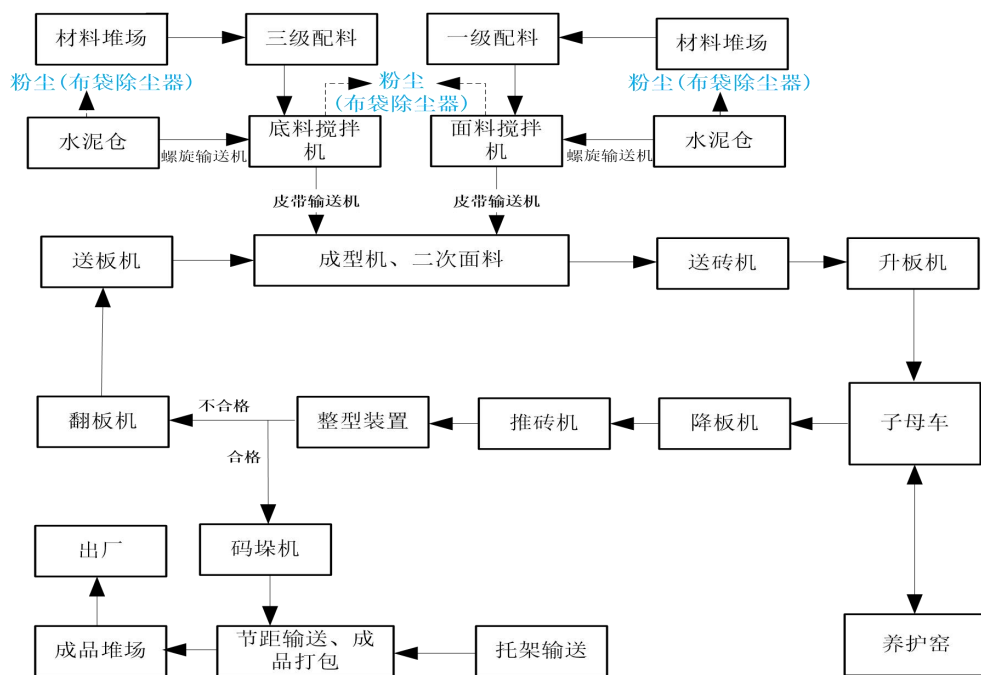 材料堆场
三级配料
一级配料
材料堆场
粉尘(布袋除尘器)
粉尘
(布袋除尘器)
粉尘(布袋除尘器)
水泥仓
螺旋输送机
底料搅拌
机
面料搅拌
机
螺旋输送机
水泥仓
皮带输送机
皮带输送机
送板机
成型机、二次面料
送砖机
升板机
翻板机
不合格
整型装置
推砖机
降板机
子母车
合格
出厂
码垛机
成品堆场
节距输送、成
品打包
托架输送
养护窑